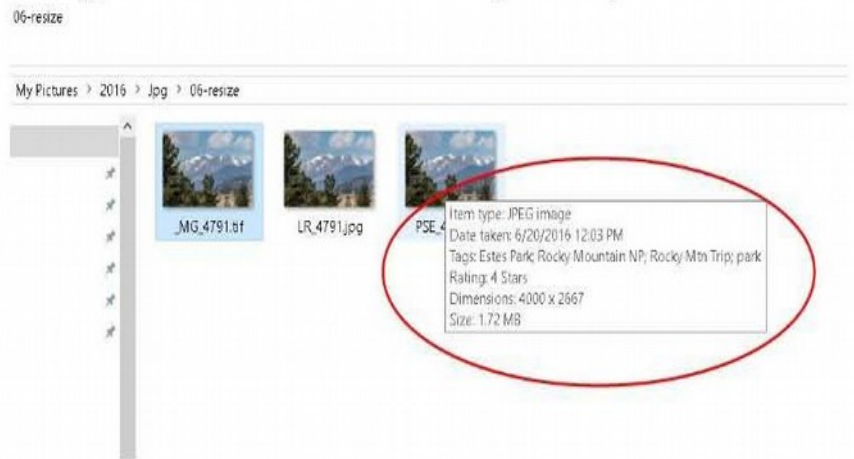 06-resize
My Pictures > 2016 > Jpg > 06-resize
_MG_4791.tif
LR_4791.jpg
PSE_4
Item type: JPEG image
Date taken: 6/20/2016 12:03 PM
Tags: Estes Park; Rocky Mountain NP; Rocky Mtn Trip; park
Rating: 4 Stars
Dimensions: 4000 x 2667
Size: 1.72 MB